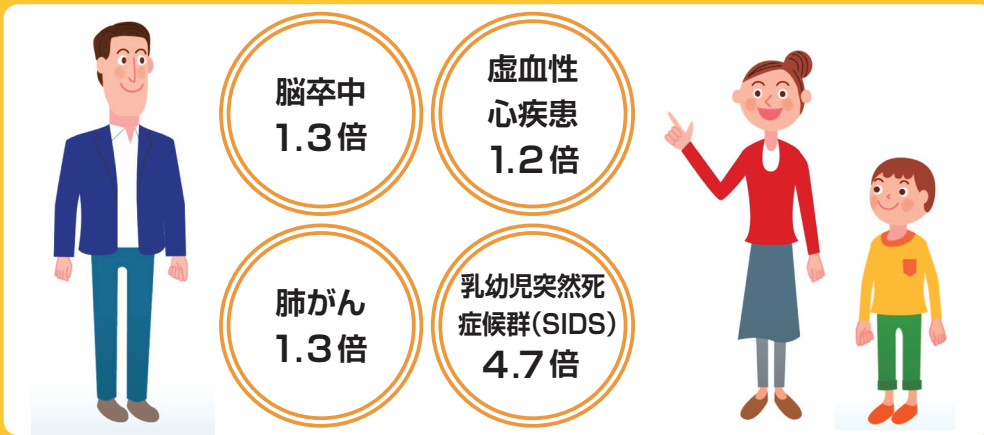 脳卒中
1.3倍
虚血性
心疾患
1.2倍
肺がん
1.3倍
乳幼児突然死
症候群(SIDS)
4.7倍